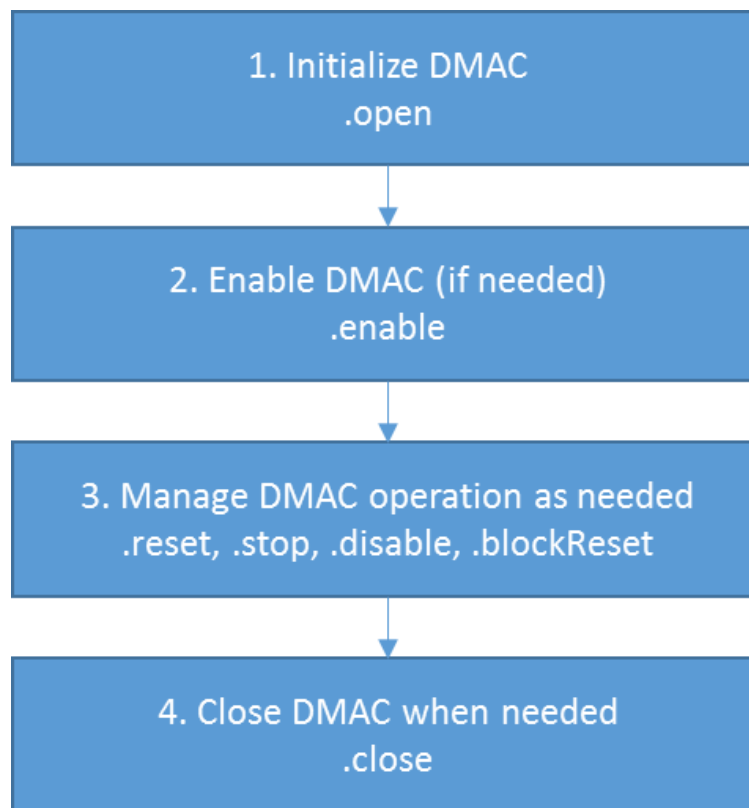 1. Initialize DMAC
.open
2. Enable DMAC (if needed)
.enable
3. Manage DMAC operation as needed
.reset, .stop, .disable, .blockReset
4. Close DMAC when needed
.close